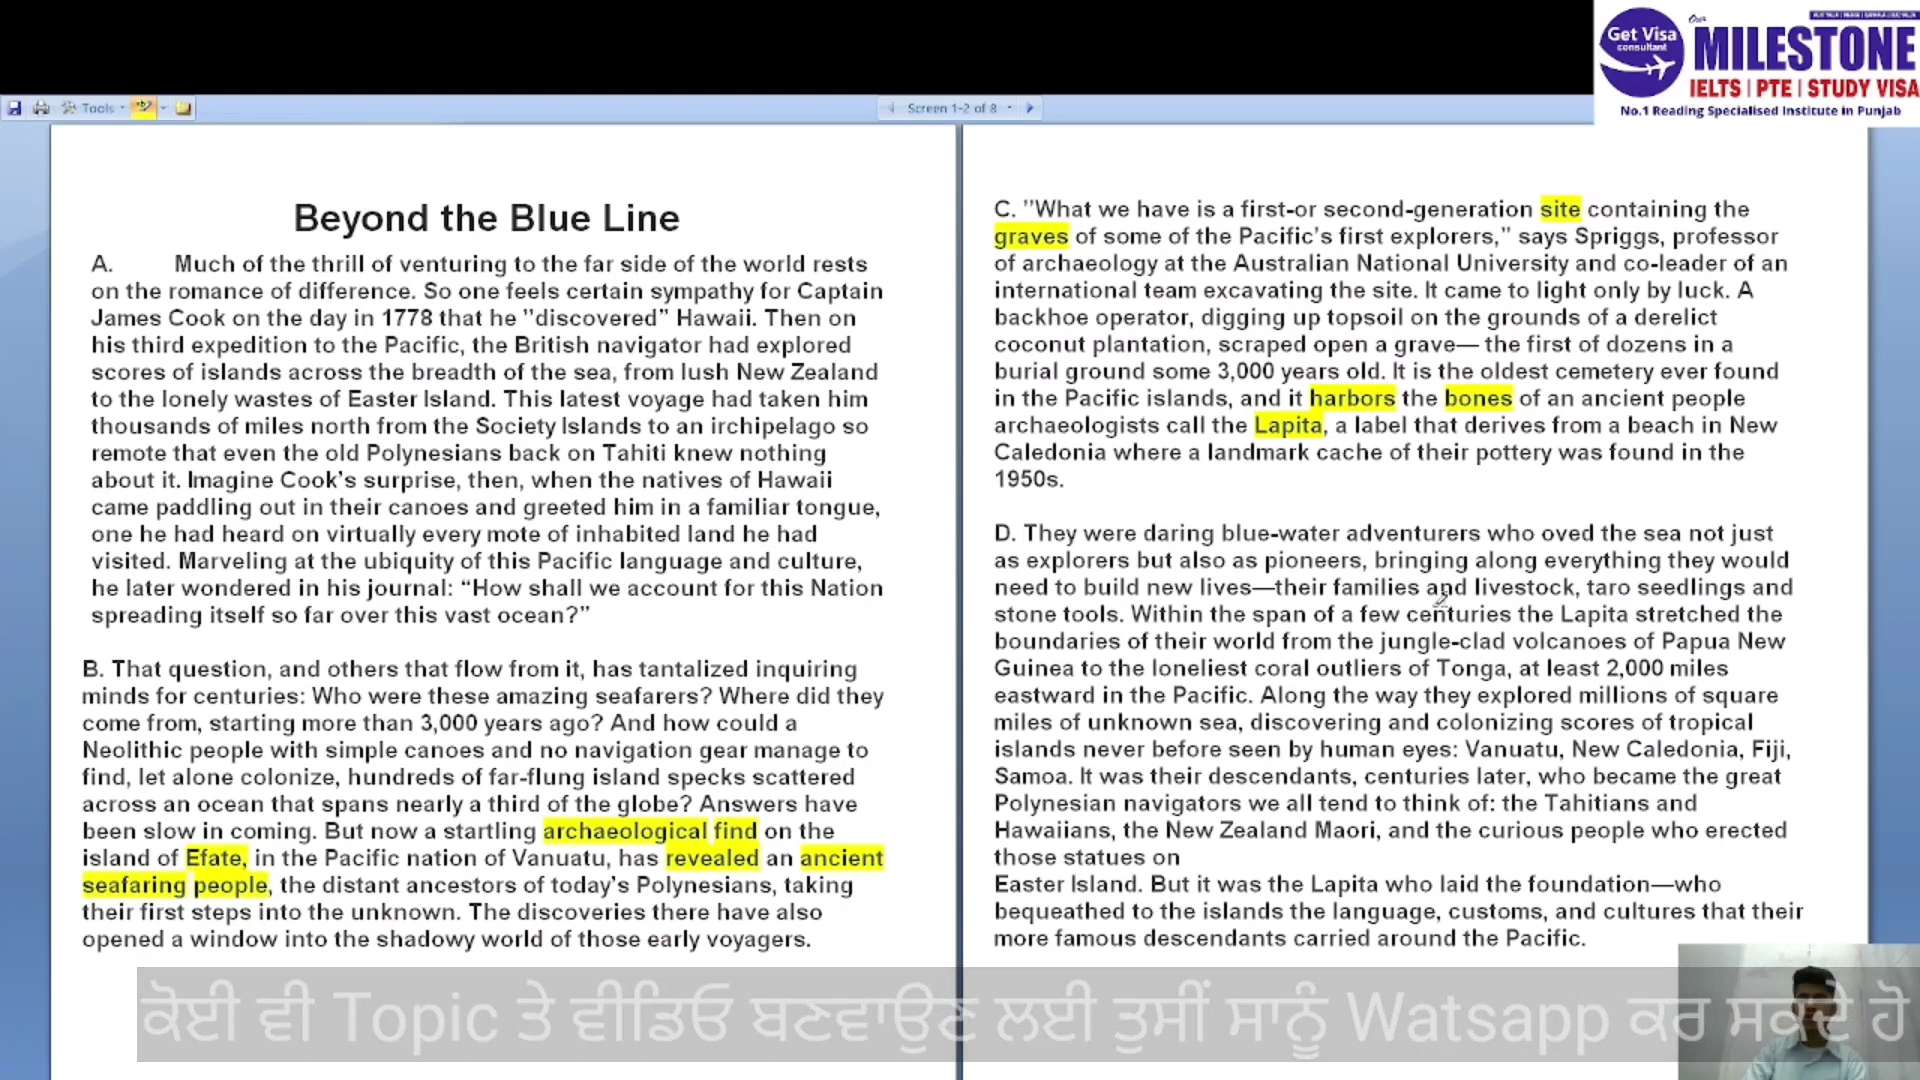 Get Visa
consultant
Our
MILESTONE
IELTS | PTE | STUDY VISA
No.1 Reading Specialised Institute in Punjab
Tools
Screen 1-2 of 8
Beyond the Blue Line
A. Much of the thrill of venturing to the far side of the world rests
on the romance of difference. So one feels certain sympathy for Captain
James Cook on the day in 1778 that he ”discovered” Hawaii. Then on
his third expedition to the Pacific, the British navigator had explored
scores of islands across the breadth of the sea, from lush New Zealand
to the lonely wastes of Easter Island. This latest voyage had taken him
thousands of miles north from the Society Islands to an irchipelago so
remote that even the old Polynesians back on Tahiti knew nothing
about it. Imagine Cook’s surprise, then, when the natives of Hawaii
came paddling out in their canoes and greeted him in a familiar tongue,
one he had heard on virtually every mote of inhabited land he had
visited. Marveling at the ubiquity of this Pacific language and culture,
he later wondered in his journal: “How shall we account for this Nation
spreading itself so far over this vast ocean?”
B. That question, and others that flow from it, has tantalized inquiring
minds for centuries: Who were these amazing seafarers? Where did they
come from, starting more than 3,000 years ago? And how could a
Neolithic people with simple canoes and no navigation gear manage to
find, let alone colonize, hundreds of far-flung island specks scattered
across an ocean that spans nearly a third of the globe? Answers have
been slow in coming. But now a startling archaeological find on the
island of Efate, in the Pacific nation of Vanuatu, has revealed an ancient
seafaring people, the distant ancestors of today’s Polynesians, taking
their first steps into the unknown. The discoveries there have also
opened a window into the shadowy world of those early voyagers.
C. ”What we have is a first-or second-generation site containing the
graves of some of the Pacific’s first explorers,” says Spriggs, professor
of archaeology at the Australian National University and co-leader of an
international team excavating the site. It came to light only by luck. A
backhoe operator, digging up topsoil on the grounds of a derelict
coconut plantation, scraped open a grave— the first of dozens in a
burial ground some 3,000 years old. It is the oldest cemetery ever found
in the Pacific islands, and it harbors the bones of an ancient people
archaeologists call the Lapita, a label that derives from a beach in New
Caledonia where a landmark cache of their pottery was found in the
1950s.
D. They were daring blue-water adventurers who oved the sea not just
as explorers but also as pioneers, bringing along everything they would
need to build new lives—their families and livestock, taro seedlings and
stone tools. Within the span of a few centuries the Lapita stretched the
boundaries of their world from the jungle-clad volcanoes of Papua New
Guinea to the loneliest coral outliers of Tonga, at least 2,000 miles
eastward in the Pacific. Along the way they explored millions of square
miles of unknown sea, discovering and colonizing scores of tropical
islands never before seen by human eyes: Vanuatu, New Caledonia, Fiji,
Samoa. It was their descendants, centuries later, who became the great
Polynesian navigators we all tend to think of: the Tahitians and
Hawaiians, the New Zealand Maori, and the curious people who erected
those statues on
Easter Island. But it was the Lapita who laid the foundation—who
bequeathed to the islands the language, customs, and cultures that their
more famous descendants carried around the Pacific.
ਕੋਈ ਵੀ Topic ਤੇ ਵੀਡਿਓ ਬਣਵਾਉਣ ਲਈ ਤੁਸੀਂ ਸਾਨੂੰ Watsapp ਕਰ ਸਕਦੇ ਹੋ